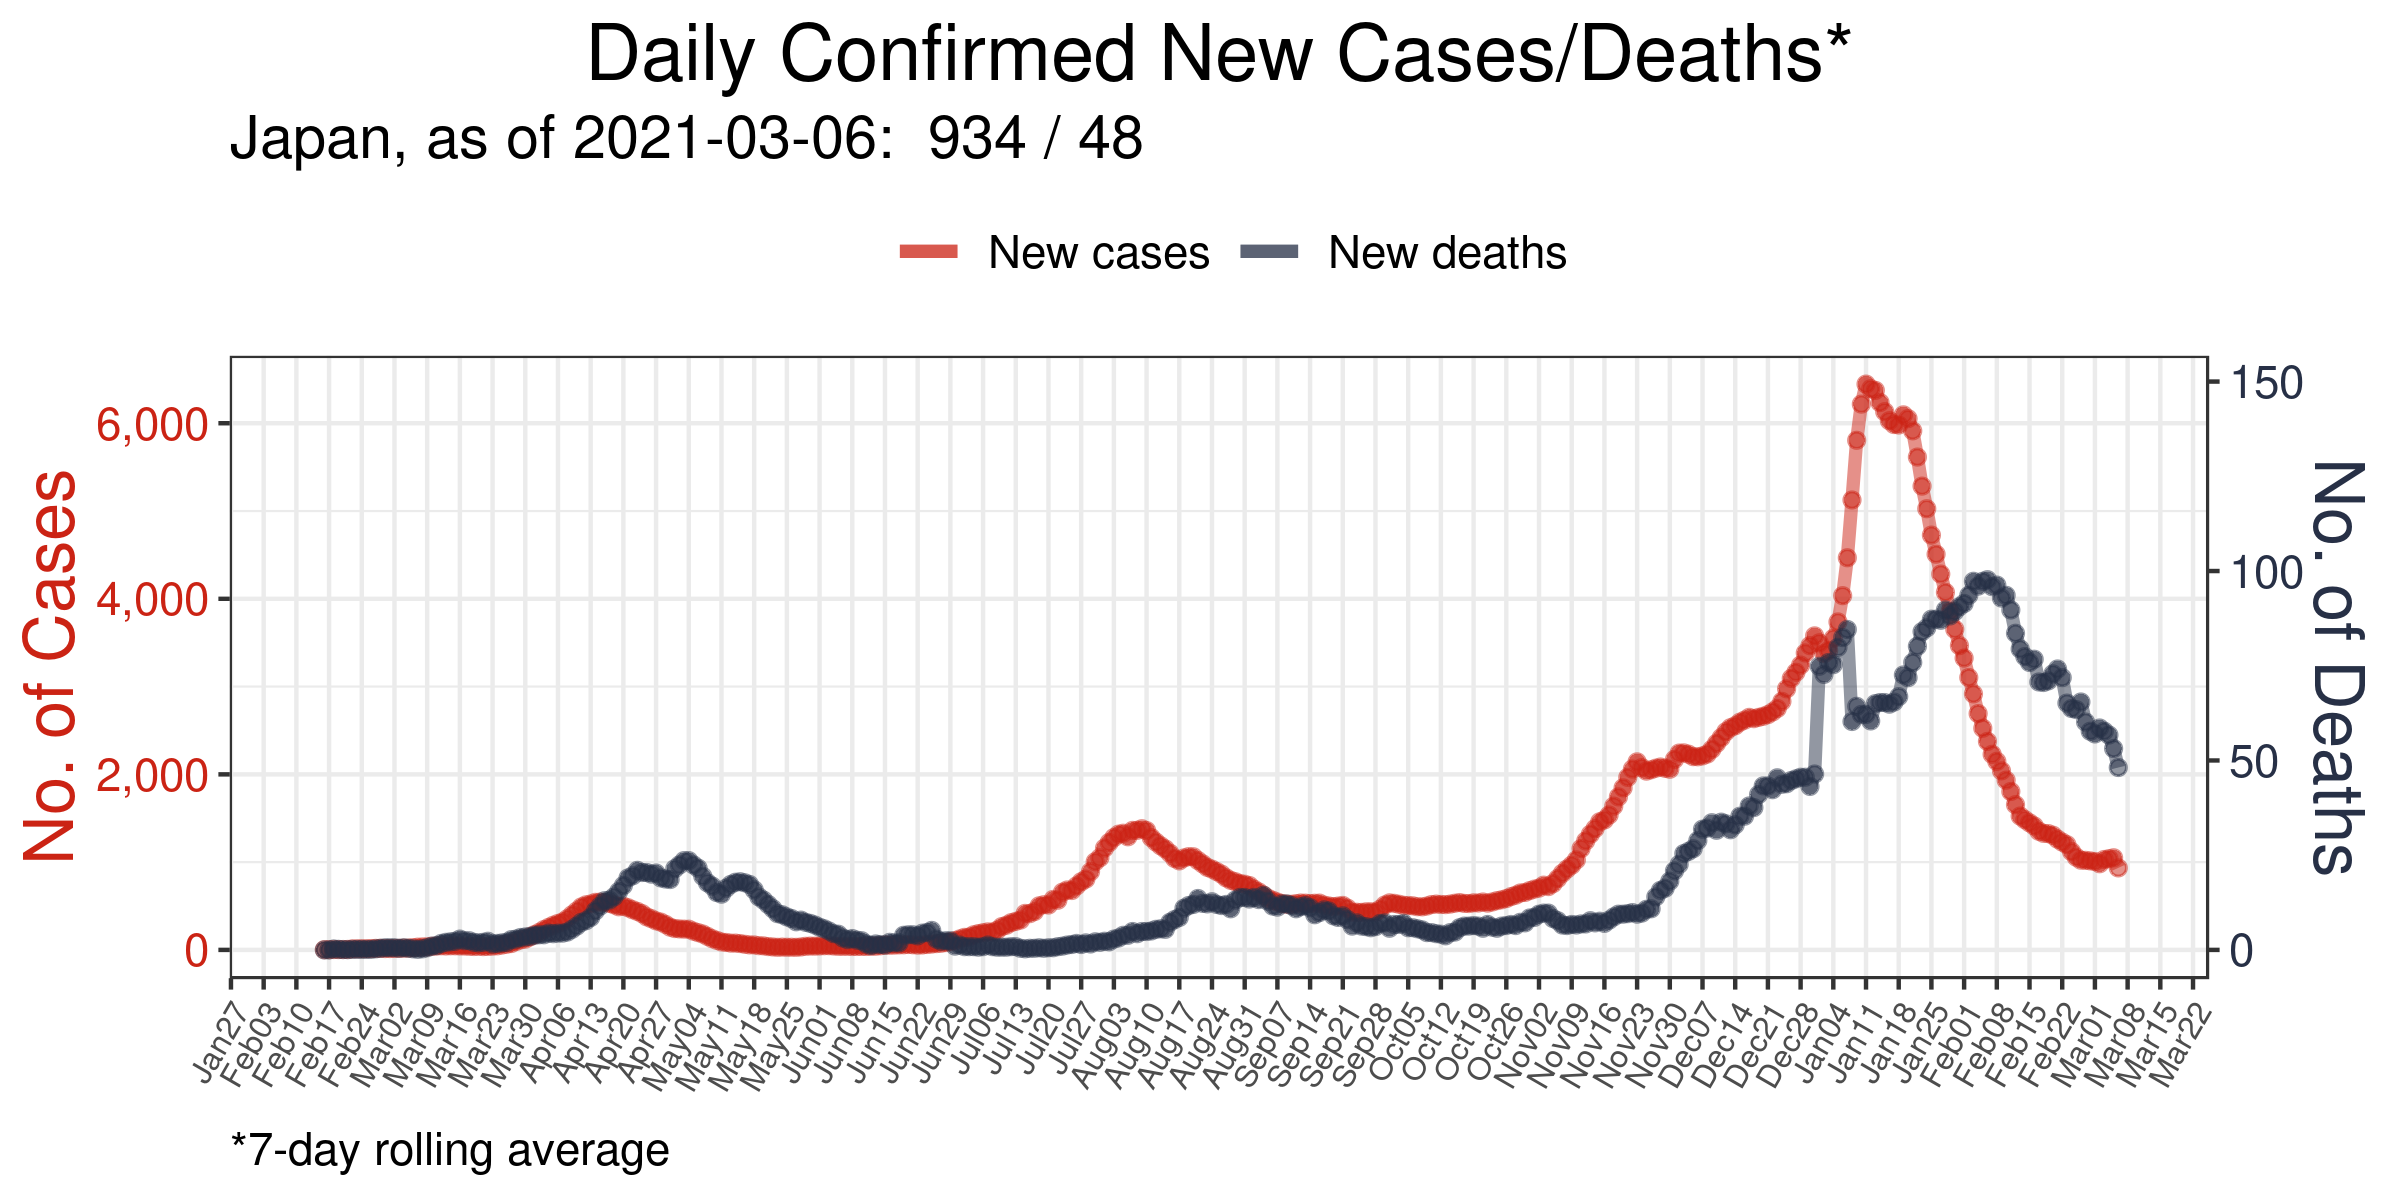 Daily Confirmed New Cases/Deaths*
Japan, as of 2021-03-06:  934 / 48
New cases
New deaths
No. of Cases
6,000
4,000
2,000
0
150
100
50
0
No. of Deaths
Jan27
Feb03
Feb10
Feb17
Feb24
Mar02
Mar09
Mar16
Mar23
Mar30
Apr06
Apr13
Apr20
Apr27
May04
May11
May18
May25
Jun01
Jun08
Jun15
Jun22
Jun29
Jul06
Jul13
Jul20
Jul27
Aug03
Aug10
Aug17
Aug24
Aug31
Sep07
Sep14
Sep21
Sep28
Oct05
Oct12
Oct19
Oct26
Nov02
Nov09
Nov16
Nov23
Nov30
Dec07
Dec14
Dec21
Dec28
Jan04
Jan11
Jan18
Jan25
Feb01
Feb08
Feb15
Feb22
Mar01
Mar08
Mar15
Mar22
*7-day rolling average